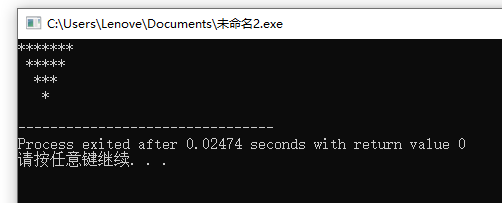 C:\Users\Lenove\Documents\未命名2.exe
*******
 *****
  ***
   *
--------------------------------
Process exited after 0.02474 seconds with return value 0
请按任意键继续. . .